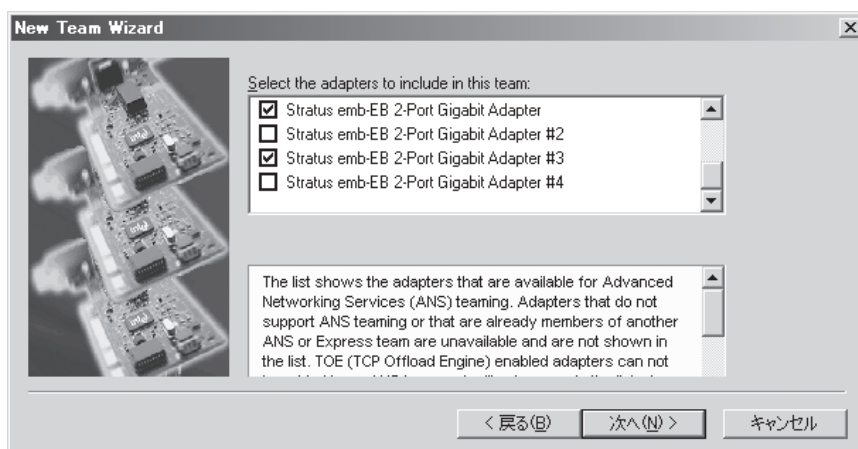 New Team Wizard
Select the adapters to include in this team:
Stratus emb-EB 2-Port Gigabit Adapter
Stratus emb-EB 2-Port Gigabit Adapter #2
Stratus emb-EB 2-Port Gigabit Adapter #3
Stratus emb-EB 2-Port Gigabit Adapter #4
The list shows the adapters that are available for Advanced
Networking Services (ANS) teaming. Adapters that do not
support ANS teaming or that are already members of another
ANS or Express team are unavailable and are not shown in
the list. TOE (TCP Offload Engine) enabled adapters can not
< 戻る(B)
次へ(N) >
キャンセル
intel
intel
intel